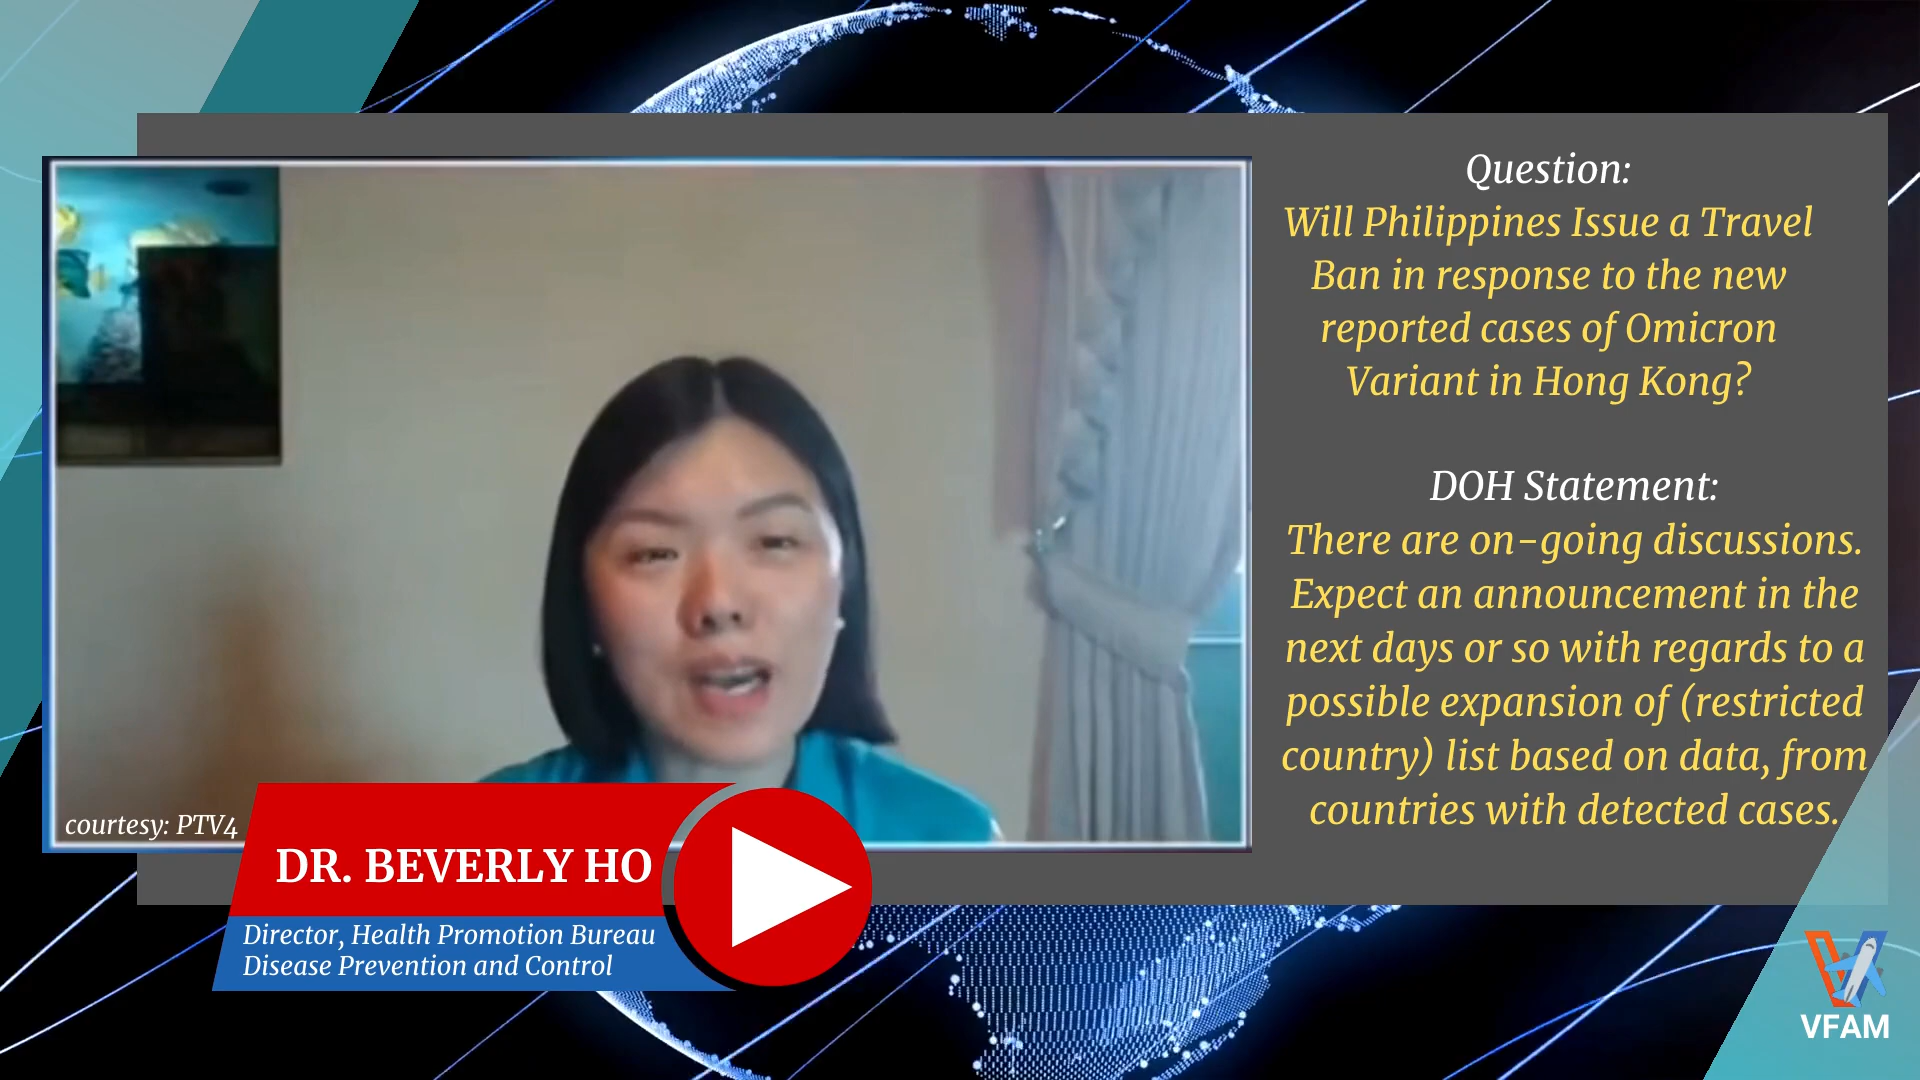 Question:
Will Philippines Issue a Travel
Ban in response to the new
reported cases of Omicron
Variant in Hong Kong?
DOH Statement:
There are on-going discussions.
Expect an announcement in the
next days or so with regards to a
possible expansion of (restricted
country) list based on data, from
countries with detected cases.
courtesy: PTV4
DR. BEVERLY HO
Director, Health Promotion Bureau
Disease Prevention and Control
VFAM